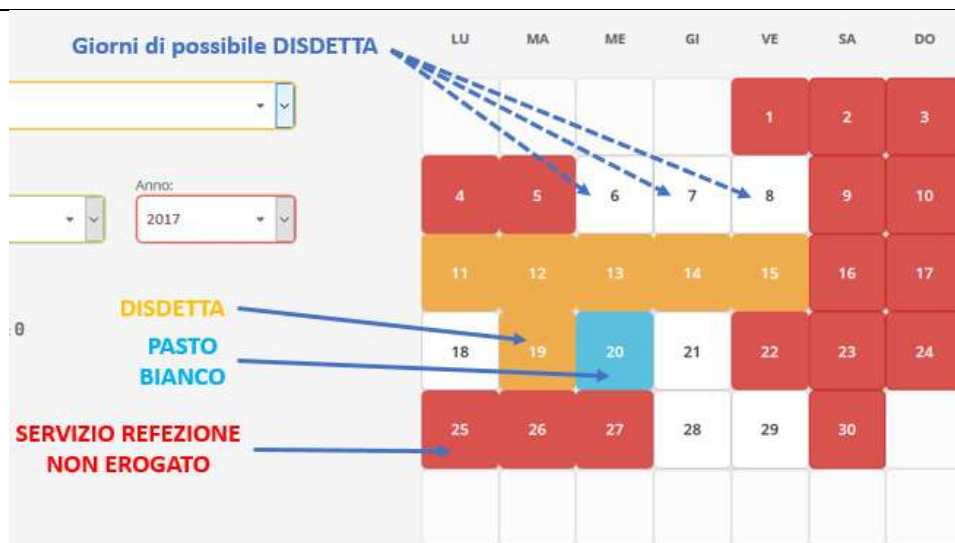 Giorni di possibile DISDETTA
LU MA ME GI VE SA DO
1 2 3
Anno:
2017
4 5 6 7 8 9 10
11 12 13 14 15 16 17
DISDETTA
0
PASTO
BIANCO
18 19 20 21 22 23 24
SERVIZIO REFEZIONE
NON EROGATO
25 26 27 28 29 30